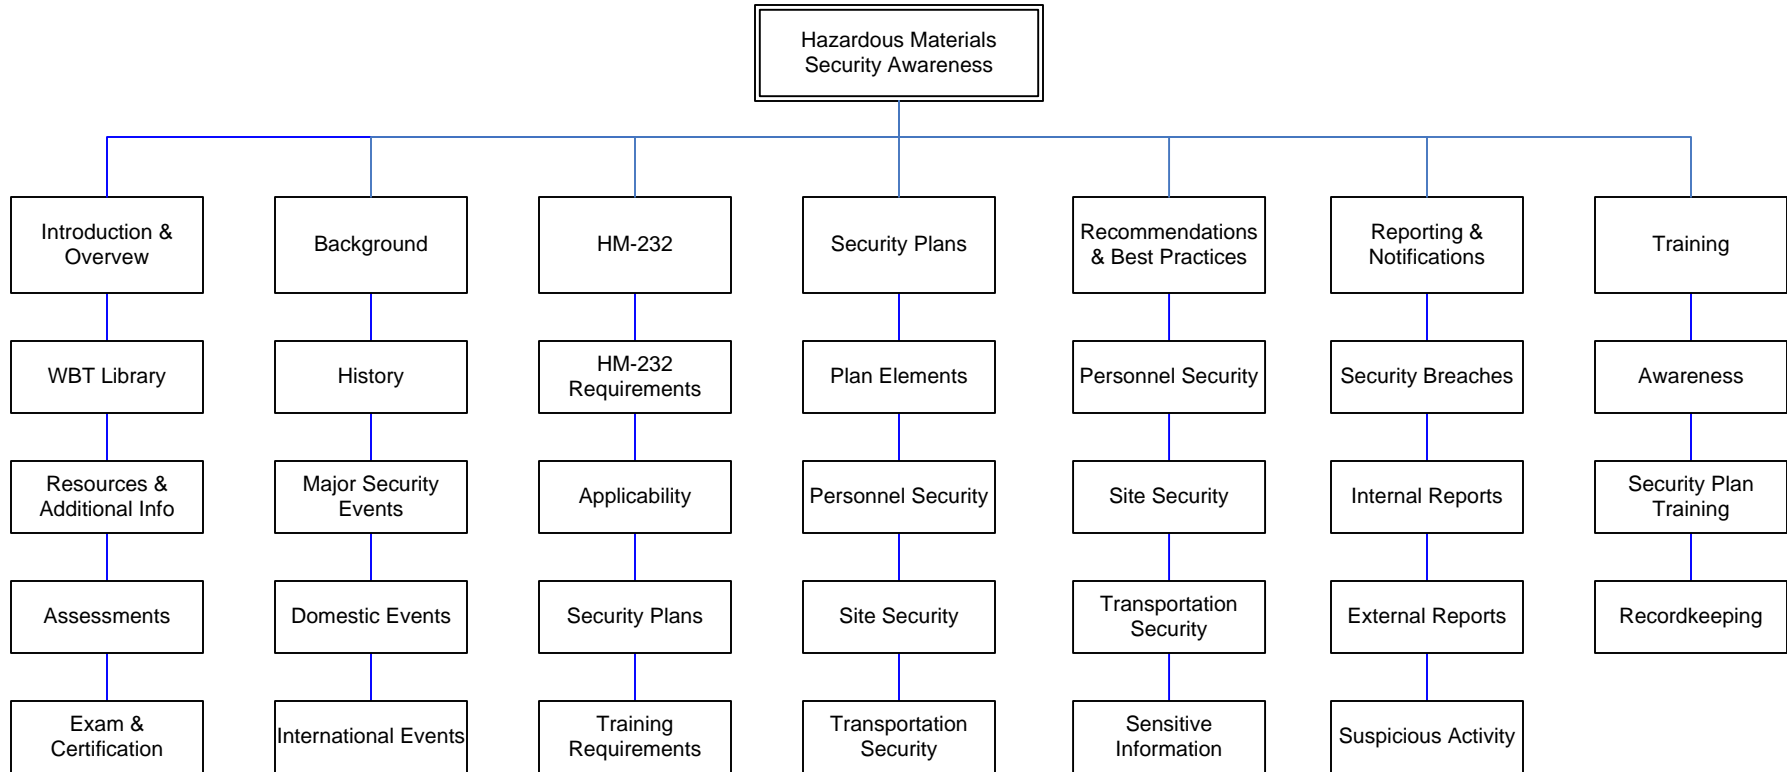 Hazardous Materials
Security Awareness
Introduction &
Overvew
Background
HM-232
Security Plans
Recommendations
& Best Practices
Reporting &
Notifications
Training
WBT Library
History
HM-232
Requirements
Plan Elements
Personnel Security
Security Breaches
Awareness
Resources &
Additional Info
Major Security
Events
Applicability
Personnel Security
Site Security
Internal Reports
Security Plan
Training
Assessments
Domestic Events
Security Plans
Site Security
Transportation
Security
External Reports
Recordkeeping
Exam &
Certification
International Events
Training
Requirements
Transportation
Security
Sensitive
Information
Suspicious Activity